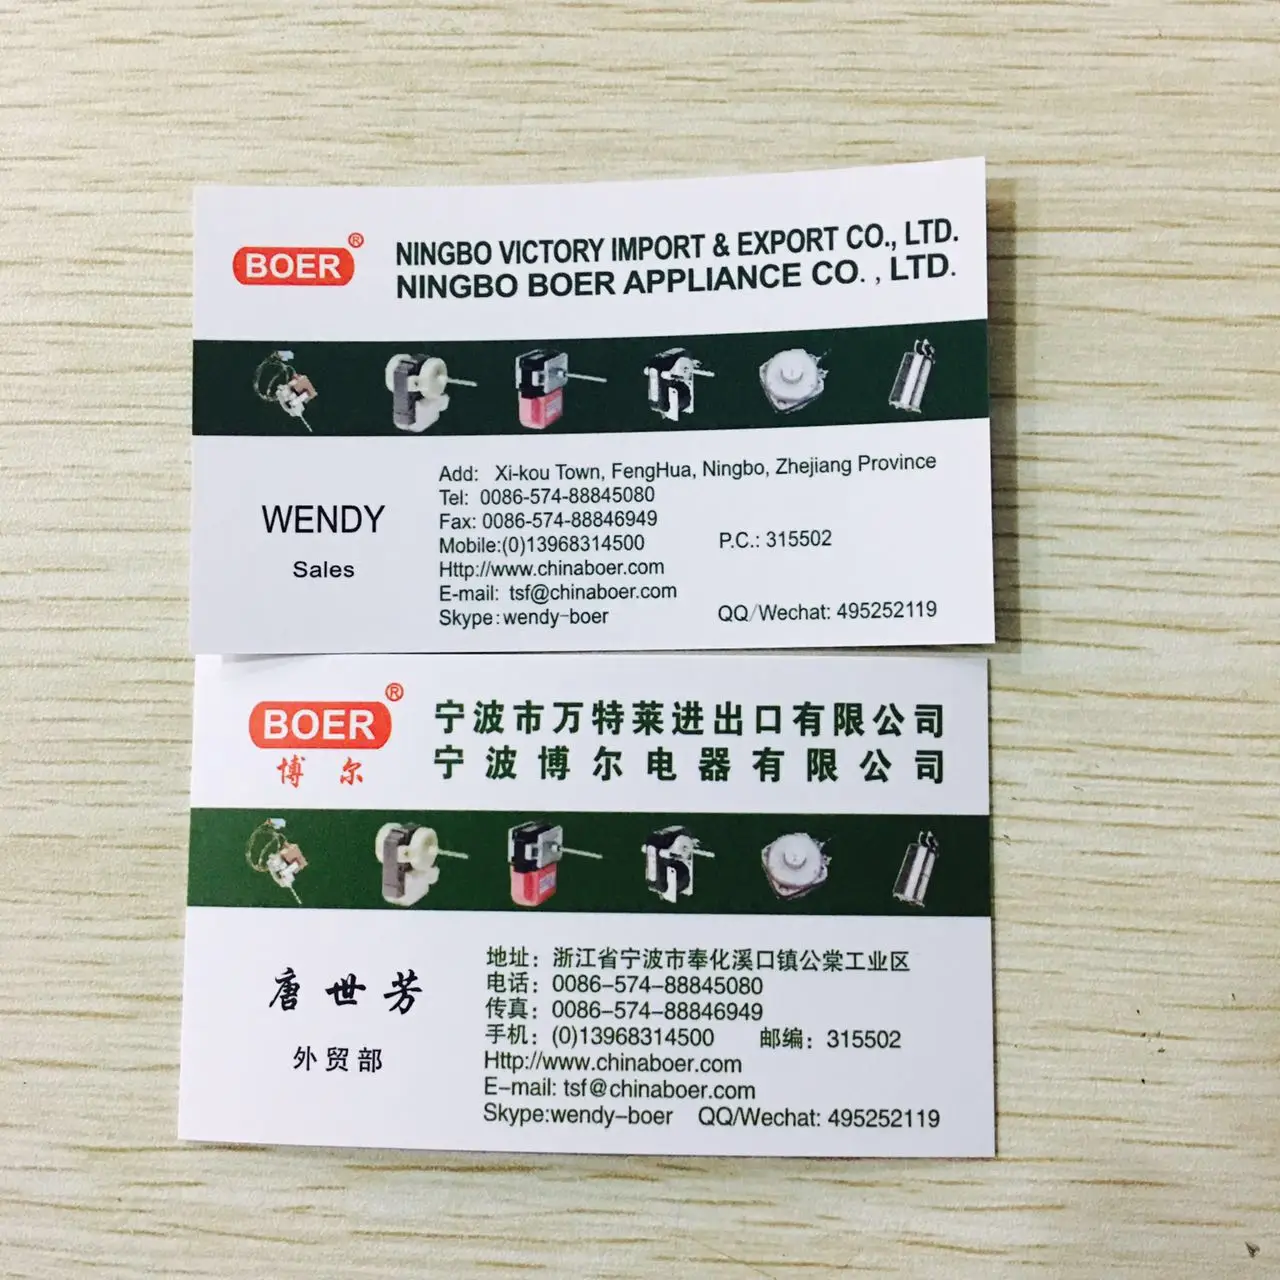 BOER®
NINGBO VICTORY IMPORT & EXPORT CO., LTD.
NINGBO BOER APPLIANCE CO. , LTD.
WENDY
Sales
Add: Xi-kou Town, FengHua, Ningbo, Zhejiang Province
Tel: 0086-574-88845080
Fax: 0086-574-88846949
Mobile:(0)13968314500 P.C.: 315502
Http://www.chinaboer.com
E-mail: tsf@chinaboer.com
Skype:wendy-boer QQ/Wechat: 495252119
BOER®
博尔
宁波市万特莱进出口有限公司
宁波博尔电器有限公司
唐世芳
外贸部
地址：浙江省宁波市奉化溪口镇公棠工业区
电话：0086-574-88845080
传真：0086-574-88846949
手机：(0)13968314500 邮编：315502
Http://www.chinaboer.com
E-mail: tsf@chinaboer.com
Skype:wendy-boer QQ/Wechat: 495252119